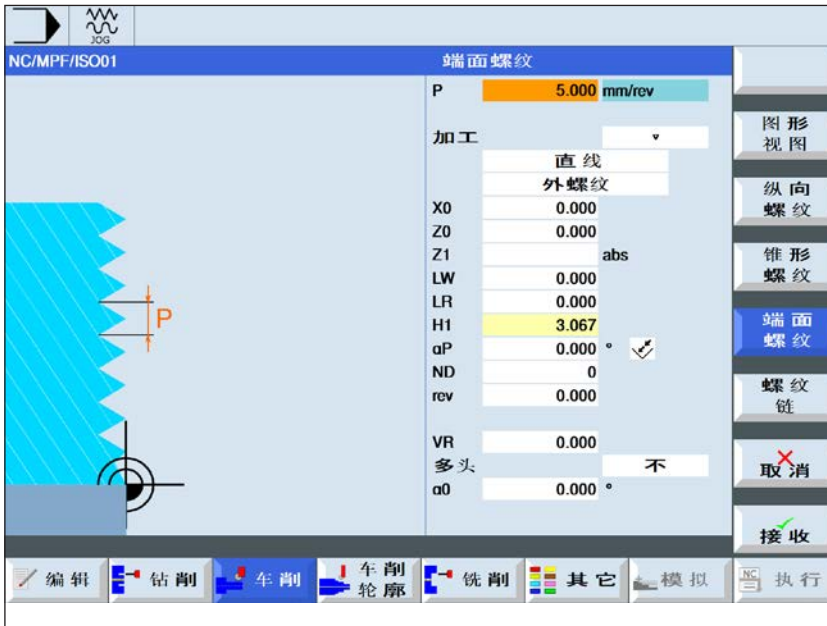 JOG
NC/MPF/ISO01
端面螺纹
P 5.000 mm/rev
加工 ▿
直线
外螺纹
X0 0.000
Z0 0.000
Z1 abs
LW 0.000
LR 0.000
H1 3.067
αP 0.000 °
ND 0
rev 0.000
VR 0.000
多头 不
α0 0.000 °
P
图形
视图
纵向
螺纹
锥形
螺纹
端面
螺纹
螺纹
链
取消
接收
编辑
钻削
车削
车削
轮廓
铣削
其它
模拟
NC
执行